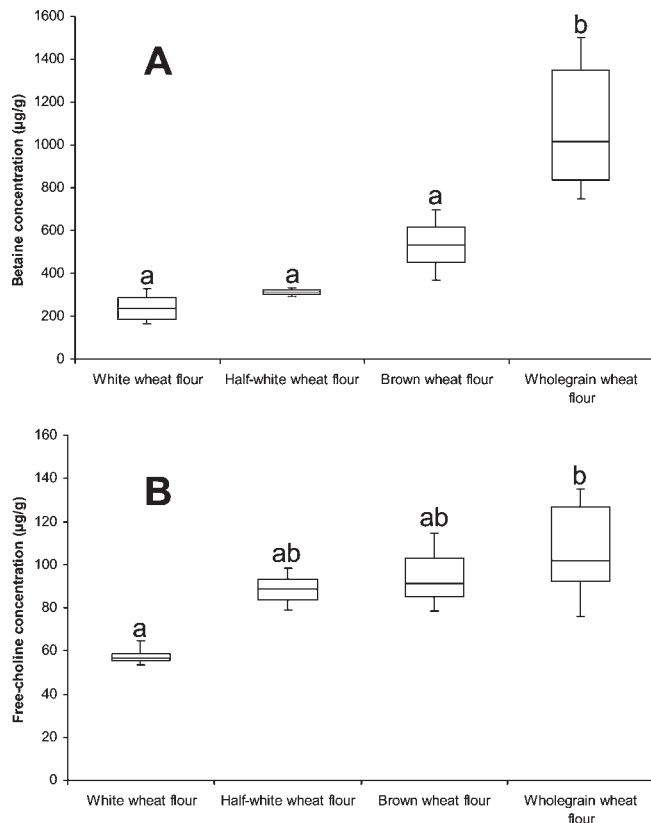 1600
1400
1200
1000
800
600
400
200
0
Betaine concentration (µg/g)
A
a
a
a
b
White wheat flour
Half-white wheat flour
Brown wheat flour
Wholegrain wheat
flour
160
140
120
100
80
60
40
20
0
Free-choline concentration (µg/g)
B
a
ab
ab
b
White wheat flour
Half-white wheat flour
Brown wheat flour
Wholegrain wheat
flour